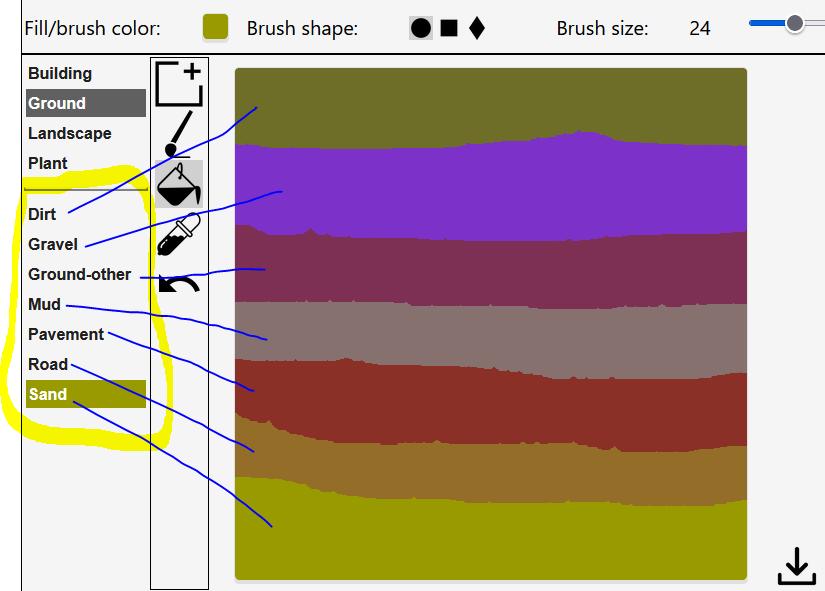 Fill/brush color: Brush shape: Brush size: 24
Building
Ground
Landscape
Plant
Dirt
Gravel
Ground-other
Mud
Pavement
Road
Sand